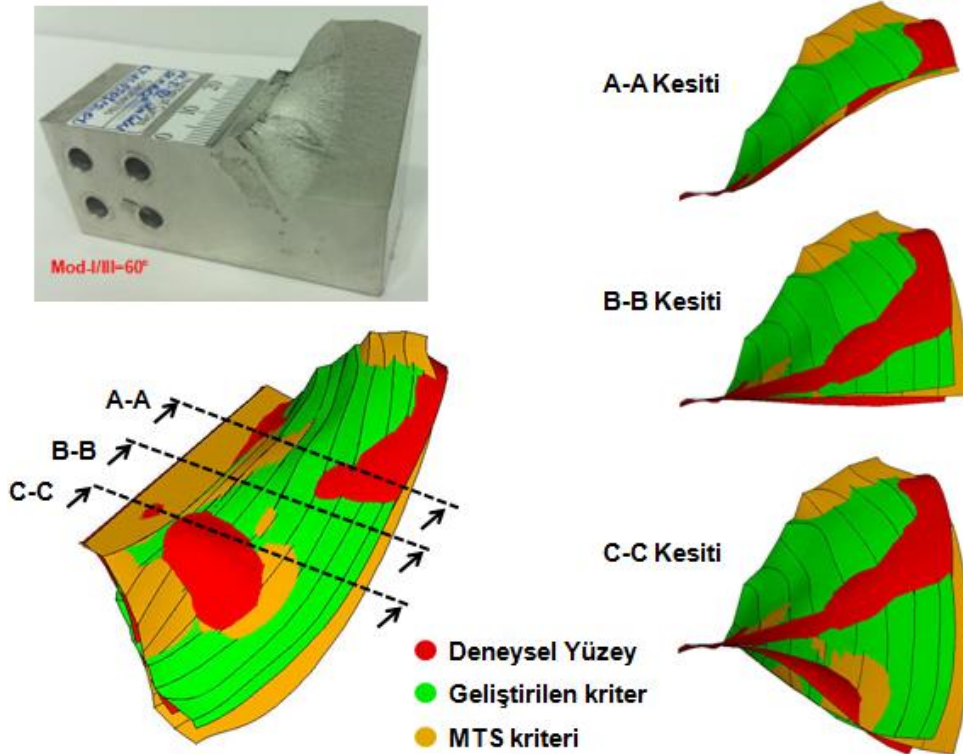 Mod-I/III=60°
A-A Kesiti
B-B Kesiti
C-C Kesiti
A-A
B-B
C-C
Deneysel Yüzey
Geliştirilen kriter
MTS kriteri